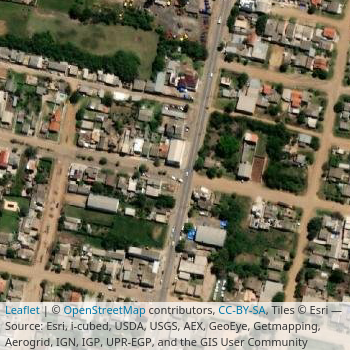 Leaflet | © OpenStreetMap contributors, CC-BY-SA, Tiles © Esri —
Source: Esri, i-cubed, USDA, USGS, AEX, GeoEye, Getmapping,
Aerogrid, IGN, IGP, UPR-EGP, and the GIS User Community